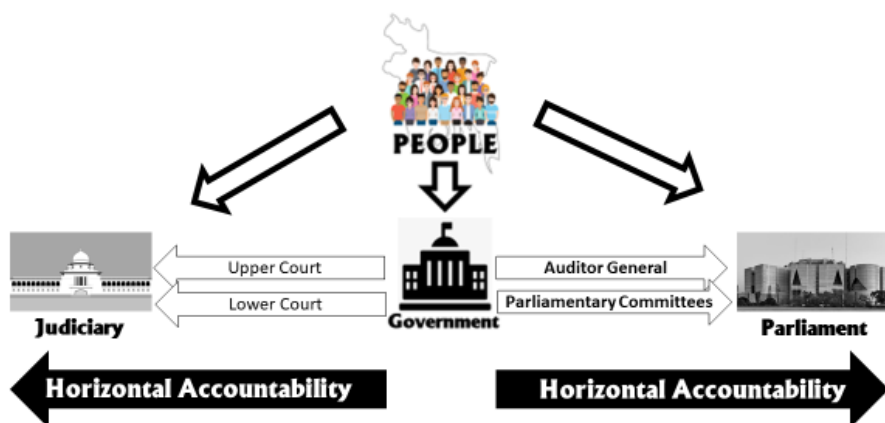 PEOPLE
Upper Court
Auditor General
Lower Court
Parliamentary Committees
Judiciary
Government
Parliament
Horizontal Accountability
Horizontal Accountability